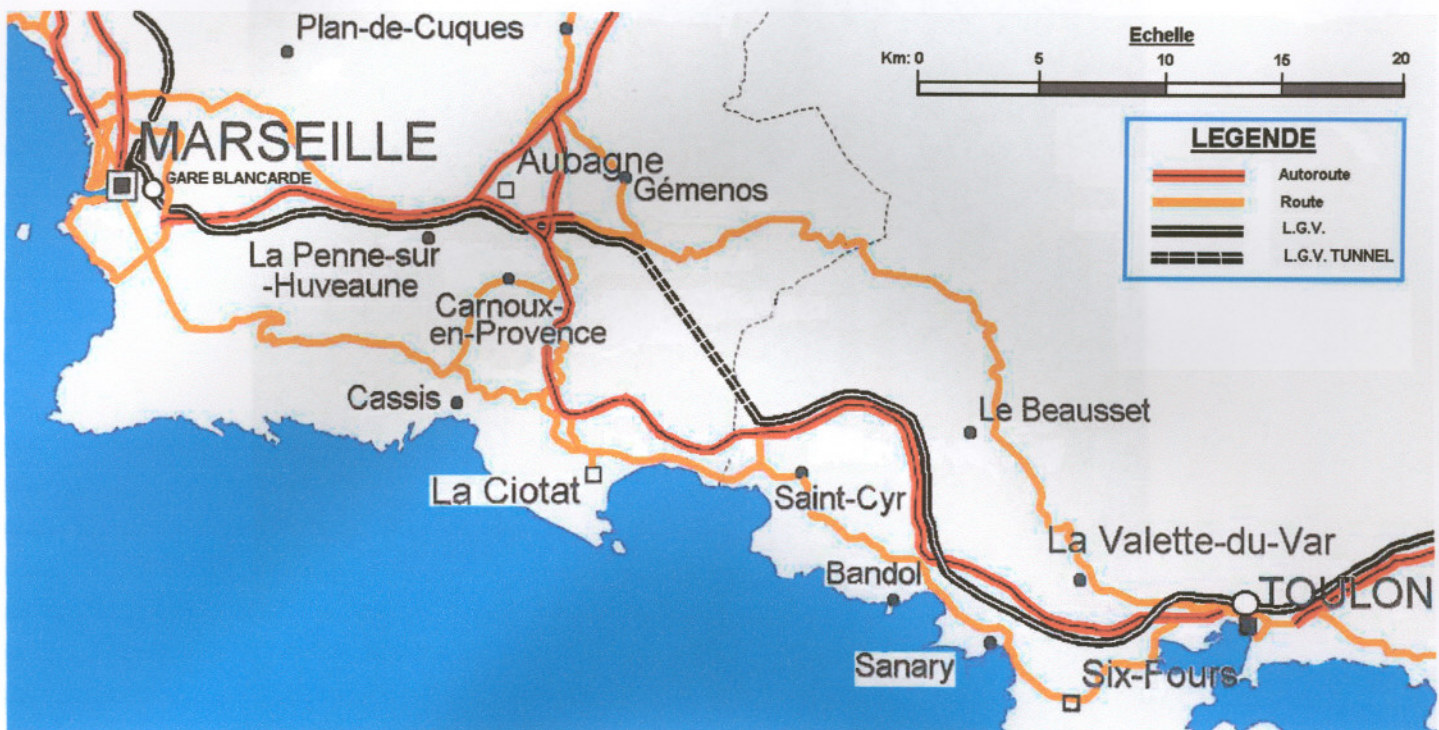 Plan-de-Cuques
Echelle
Km: 0 5 10 15 20
LEGENDE
Autoroute
Route
L.G.V.
L.G.V. TUNNEL
MARSEILLE
GARE BLANCARDE
Aubagne
Gémenos
La Penne-sur
-Huveaune
Carnoux-
en-Provence
Cassis
Le Beausset
La Ciotat
Saint-Cyr
La Valette-du-Var
Bandol
TOULON
Sanary
Six-Fours